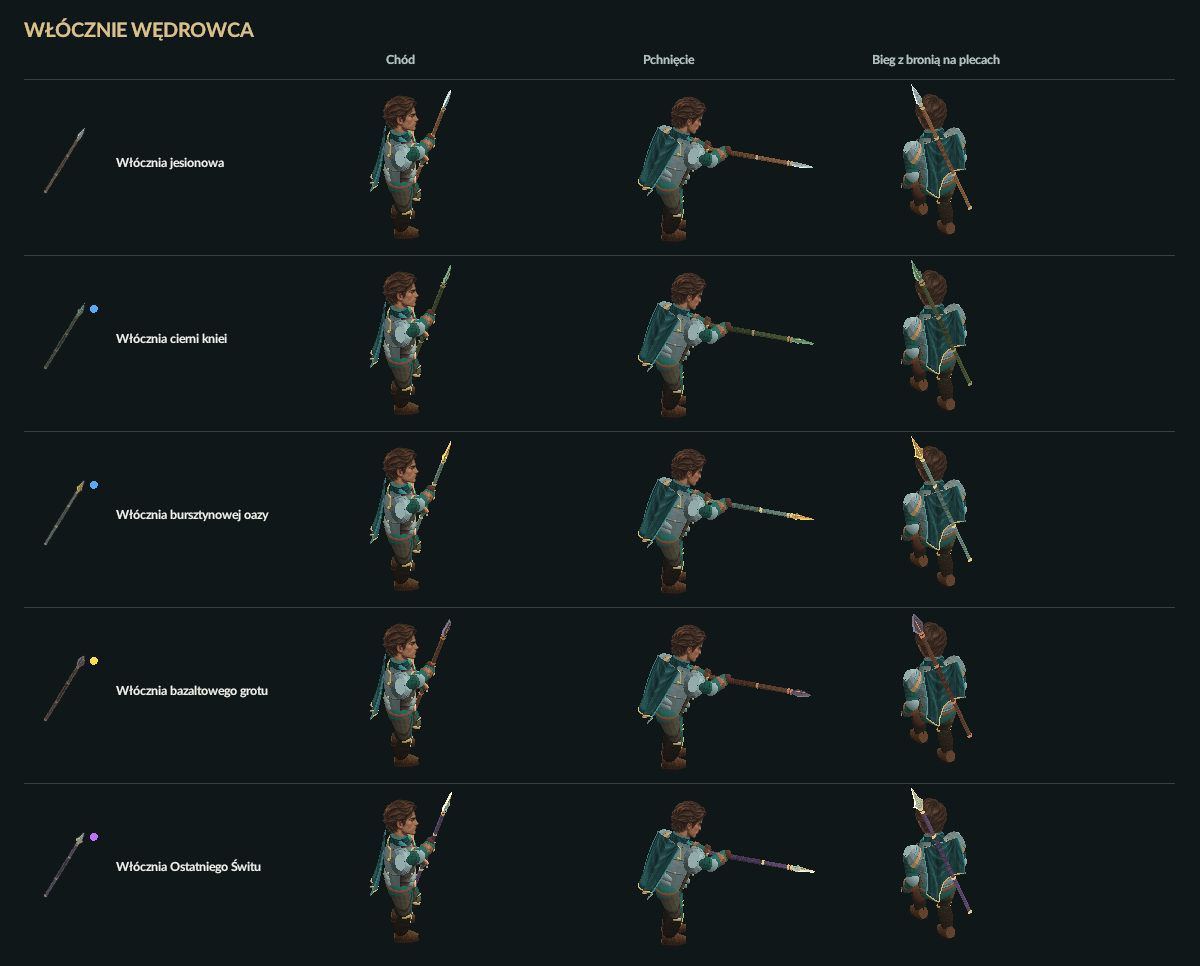 WŁÓCZNIE WĘDROWCA
Chód Pchnięcie Bieg z bronią na plecach
Włócznia jesionowa
Włócznia cierni kniei
Włócznia bursztynowej oazy
Włócznia bazaltowego grotu
Włócznia Ostatniego Świtu